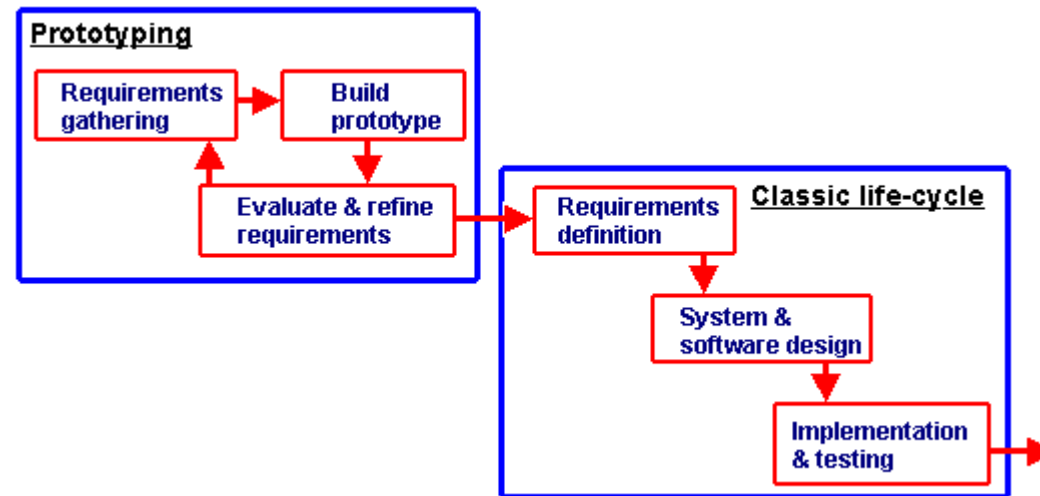 Prototyping
Requirements
gathering
Build
prototype
Evaluate & refine
requirements
Classic life-cycle
Requirements
definition
System &
software design
Implementation
& testing